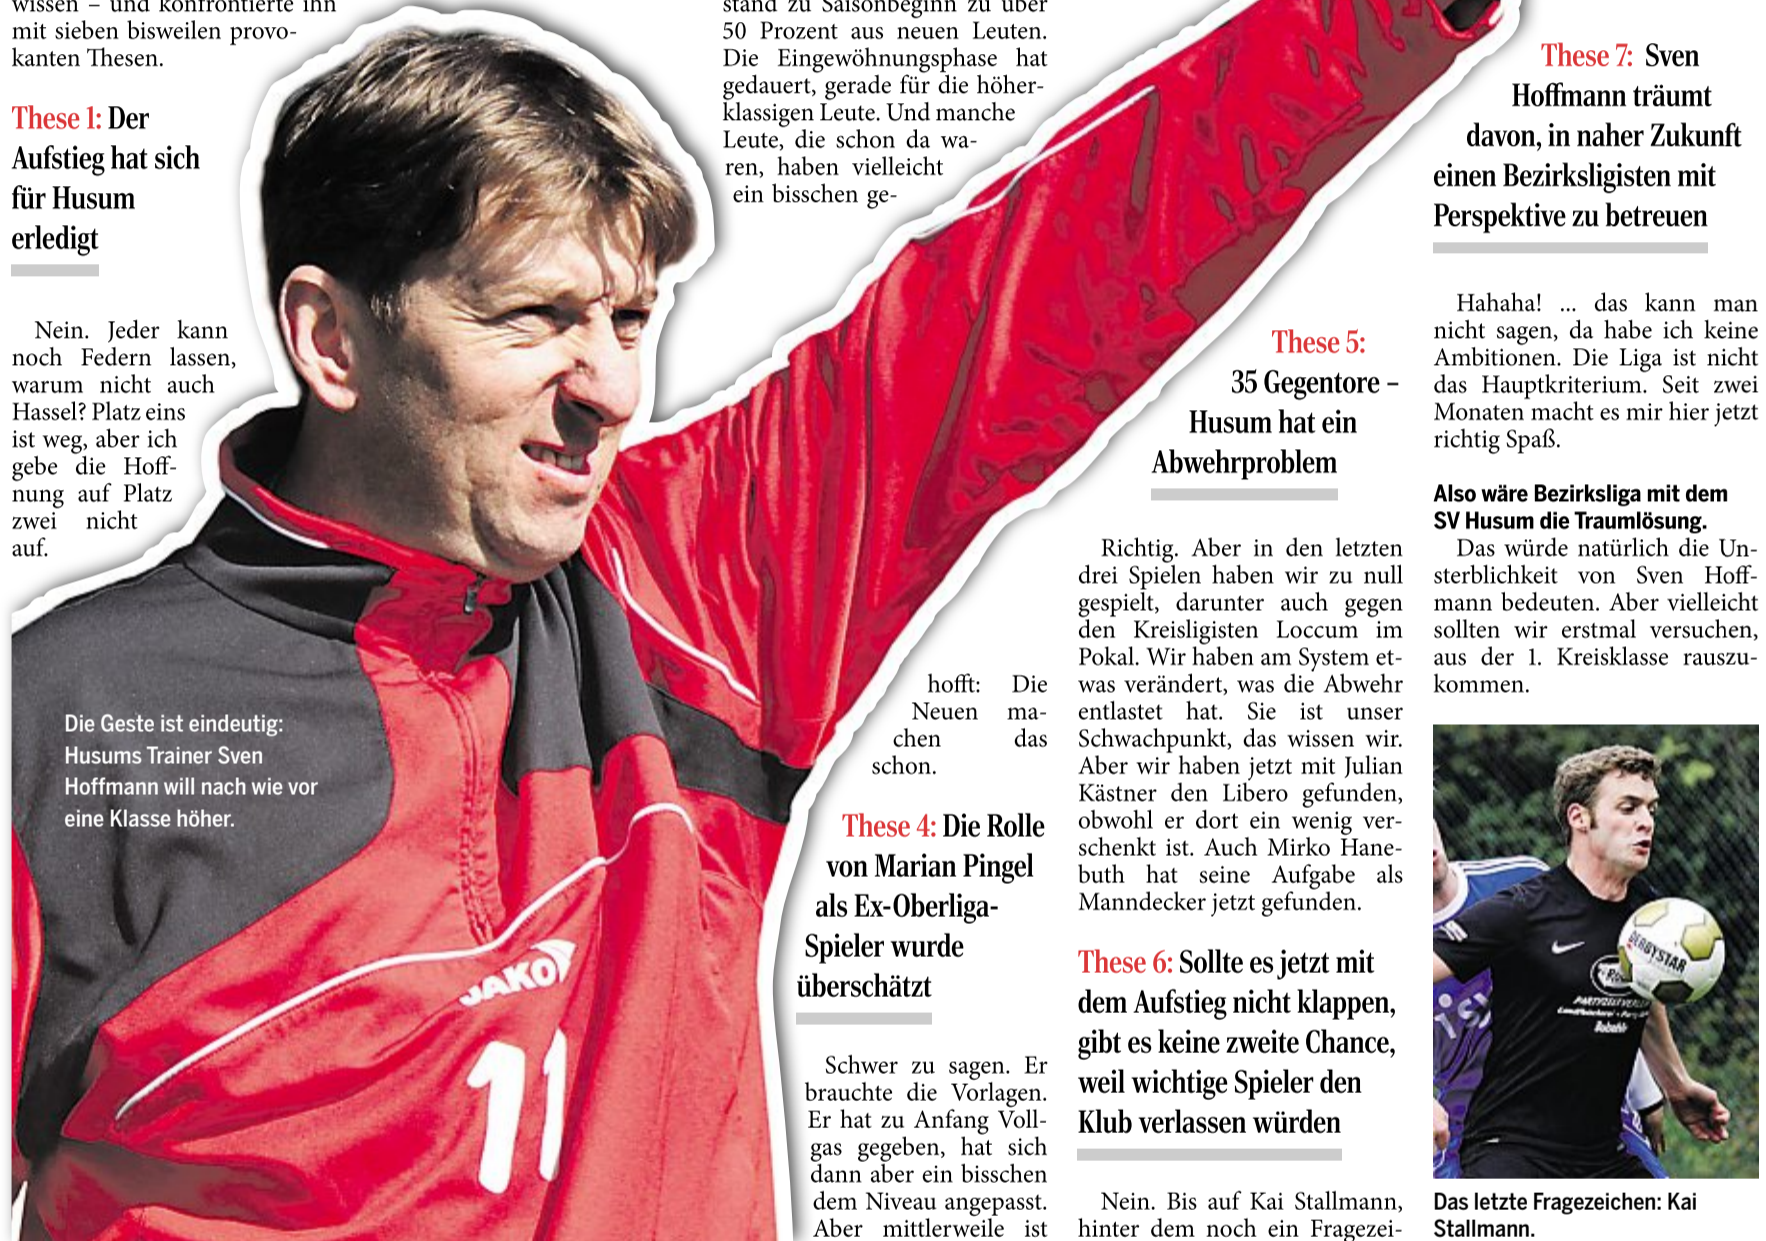 wissen – und konfrontierte ihn
mit sieben bisweilen provo-
kanten Thesen.
These 1: Der
Aufstieg hat sich
für Husum
erledigt
Nein. Jeder kann
noch Federn lassen,
warum nicht auch
Hassel? Platz eins
ist weg, aber ich
gebe die Hoff-
nung auf Platz
zwei nicht
auf.
Die Geste ist eindeutig:
Husums Trainer Sven
Hoffmann will nach wie vor
eine Klasse höher.
JAKO
11
stand zu Saisonbeginn zu über
50 Prozent aus neuen Leuten.
Die Eingewöhnungsphase hat
gedauert, gerade für die höher-
klassigen Leute. Und manche
Leute, die schon da wa-
ren, haben vielleicht
ein bisschen ge-
hofft: Die
Neuen ma-
chen das
schon.
These 4: Die Rolle
von Marian Pingel
als Ex-Oberliga-
Spieler wurde
überschätzt
Schwer zu sagen. Er
brauchte die Vorlagen.
Er hat zu Anfang Voll-
gas gegeben, hat sich
dann aber ein bisschen
dem Niveau angepasst.
Aber mittlerweile ist
These 5:
35 Gegentore –
Husum hat ein
Abwehrproblem
Richtig. Aber in den letzten
drei Spielen haben wir zu null
gespielt, darunter auch gegen
den Kreisligisten Loccum im
Pokal. Wir haben am System et-
was verändert, was die Abwehr
entlastet hat. Sie ist unser
Schwachpunkt, das wissen wir.
Aber wir haben jetzt mit Julian
Kästner den Libero gefunden,
obwohl er dort ein wenig ver-
schenkt ist. Auch Mirko Hane-
buth hat seine Aufgabe als
Manndecker jetzt gefunden.
These 6: Sollte es jetzt mit
dem Aufstieg nicht klappen,
gibt es keine zweite Chance,
weil wichtige Spieler den
Klub verlassen würden
Nein. Bis auf Kai Stallmann,
hinter dem noch ein Fragezei-
These 7: Sven
Hoffmann träumt
davon, in naher Zukunft
einen Bezirksligisten mit
Perspektive zu betreuen
Hahaha! ... das kann man
nicht sagen, da habe ich keine
Ambitionen. Die Liga ist nicht
das Hauptkriterium. Seit zwei
Monaten macht es mir hier jetzt
richtig Spaß.
Also wäre Bezirksliga mit dem
SV Husum die Traumlösung.
Das würde natürlich die Un-
sterblichkeit von Sven Hoff-
mann bedeuten. Aber vielleicht
sollten wir erstmal versuchen,
aus der 1. Kreisklasse rauszu-
kommen.
DERBYSTAR
Das letzte Fragezeichen: Kai
Stallmann.